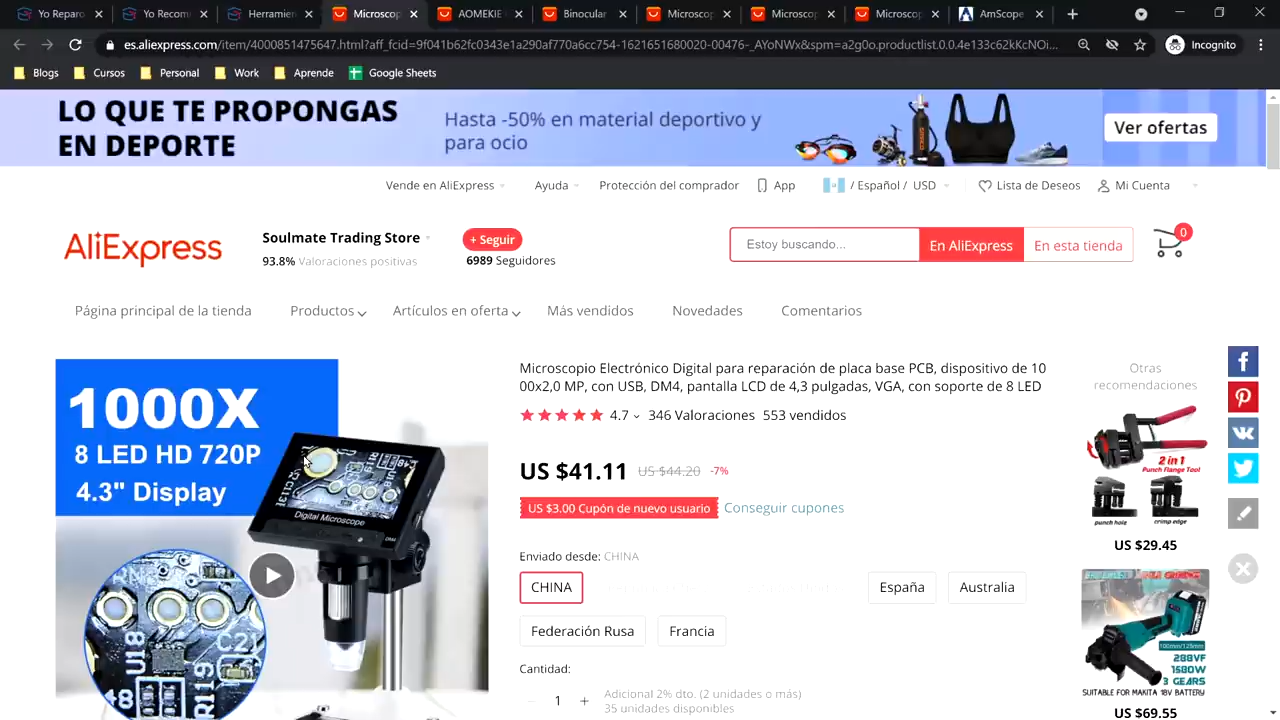 Yo Reparo
Yo Recomi
Herramien
Microscop
AOMEKIE
Binocular
Microscop
Microscop
Microscop
AmScope
es.aliexpress.com/item/4000851475647.html?aff_fcid=9f041b62fc0343e1a290af770a6cc754-1621651680020-00476-_AYoNWx&spm=a2g0o.productlist.0.0.4e133c62kKcNOi...
Incognito
Blogs
Cursos
Personal
Work
Aprende
Google Sheets
LO QUE TE PROPONGAS
EN DEPORTE
Hasta -50% en material deportivo y
para ocio
Ver ofertas
Vende en AliExpress
Ayuda
Protección del comprador
App
/ Español / USD
Lista de Deseos
Mi Cuenta
AliExpress
Soulmate Trading Store
93.8% Valoraciones positivas
+ Seguir
6989 Seguidores
Estoy buscando...
En AliExpress
En esta tienda
0
Página principal de la tienda
Productos
Artículos en oferta
Más vendidos
Novedades
Comentarios
1000X
8 LED HD 720P
4.3" Display
Digital Microscope
U18
R119
C21
48
Microscopio Electrónico Digital para reparación de placa base PCB, dispositivo de 10
00x2,0 MP, con USB, DM4, pantalla LCD de 4,3 pulgadas, VGA, con soporte de 8 LED
4.7 346 Valoraciones 553 vendidos
US $41.11 US $44.20 -7%
US $3.00 Cupón de nuevo usuario Conseguir cupones
Enviado desde: CHINA
CHINA
España
Australia
Federación Rusa
Francia
Cantidad:
1
Adicional 2% dto. (2 unidades o más)
35 unidades disponibles
Otras
recomendaciones
2 in 1
Punch Flange Tool
punch hole
crimp edge
US $29.45
100mm/125mm
288VF
1580W
3 GEARS
SUITABLE FOR MAKITA 18V BATTERY
US $69.55